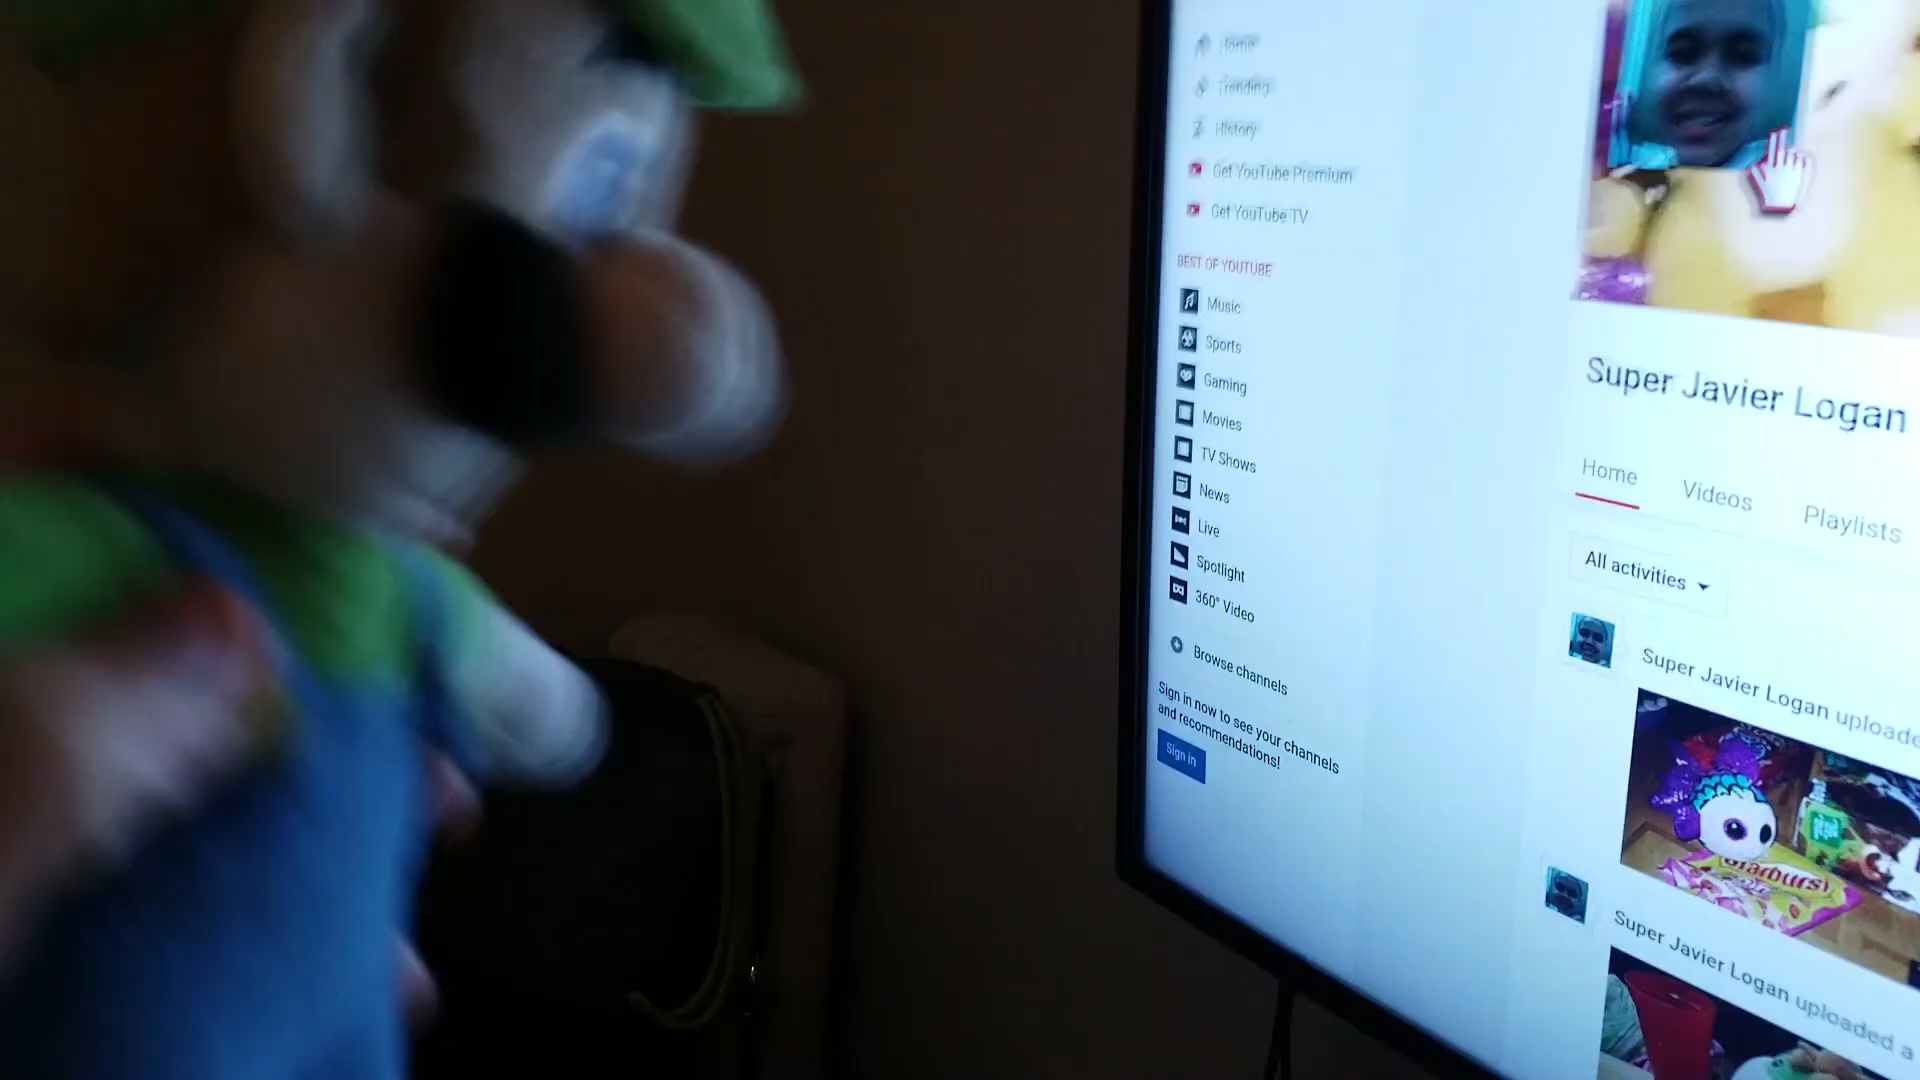 Home
Trending
History
Get YouTube Premium
Get YouTube TV
BEST OF YOUTUBE
Music
Sports
Gaming
Movies
TV Shows
News
Live
Spotlight
360° Video
Browse channels
Sign in now to see your channels
and recommendations!
Sign in
Super Javier Logan
Home Videos Playlists
All activities
Super Javier Logan uploade
Starburst
Super Javier Logan uploaded a